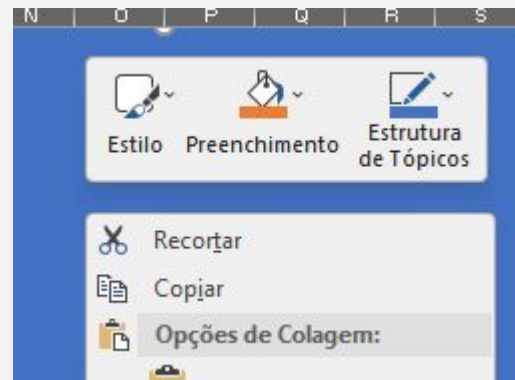 N O P Q R S
Estilo Preenchimento Estrutura
de Tópicos
Recortar
Copiar
Opções de Colagem: